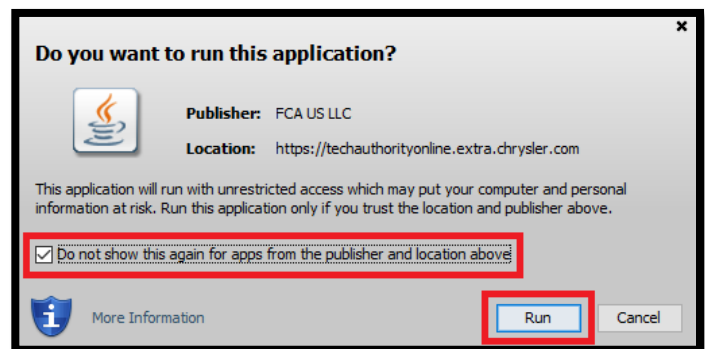 Do you want to run this application?
Publisher: FCA US LLC
Location: https://techauthorityonline.extra.chrysler.com
This application will run with unrestricted access which may put your computer and personal
information at risk. Run this application only if you trust the location and publisher above.
Do not show this again for apps from the publisher and location above
More Information
Run
Cancel